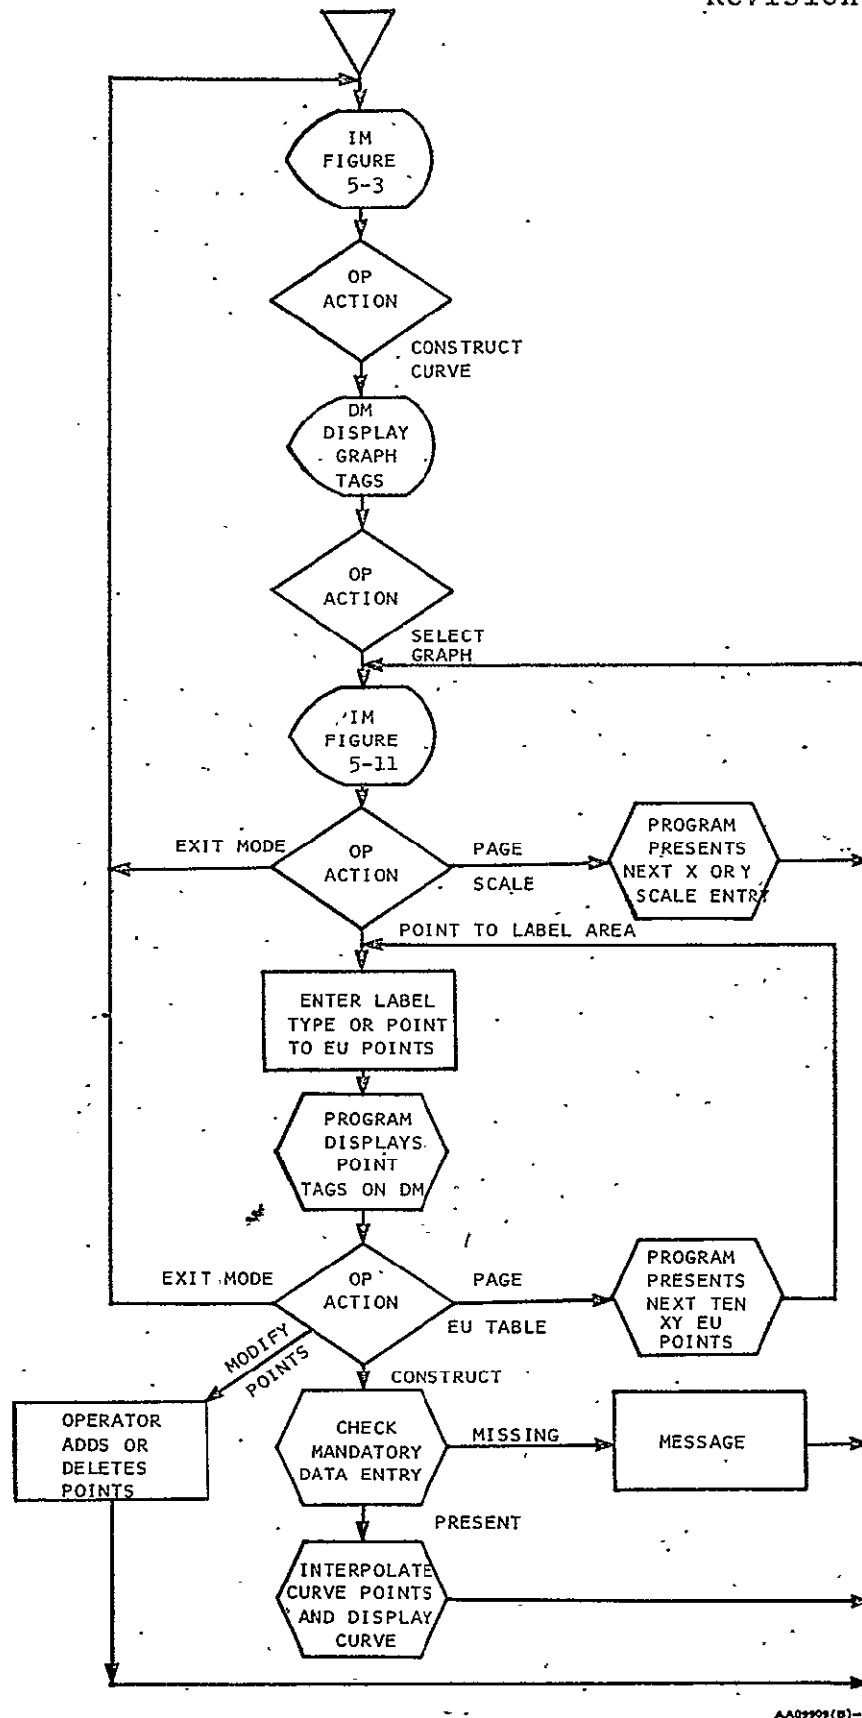 IM
FIGURE
5-3
OP
ACTION
CONSTRUCT
CURVE
DM
DISPLAY
GRAPH
TAGS
OP
ACTION
SELECT
GRAPH
IM
FIGURE
5-11
EXIT MODE
OP
ACTION
PAGE
SCALE
PROGRAM
PRESENTS
NEXT X OR Y
SCALE ENTRY
POINT TO LABEL AREA
ENTER LABEL
TYPE OR POINT
TO EU POINTS
PROGRAM
DISPLAYS
POINT
TAGS ON DM
EXIT MODE
OP
ACTION
PAGE
EU TABLE
PROGRAM
PRESENTS
NEXT TEN
XY EU
POINTS
MODIFY
POINTS
CONSTRUCT
OPERATOR
ADDS OR
DELETES
POINTS
CHECK
MANDATORY
DATA ENTRY
MISSING
MESSAGE
PRESENT
INTERPOLATE
CURVE POINTS
AND DISPLAY
CURVE